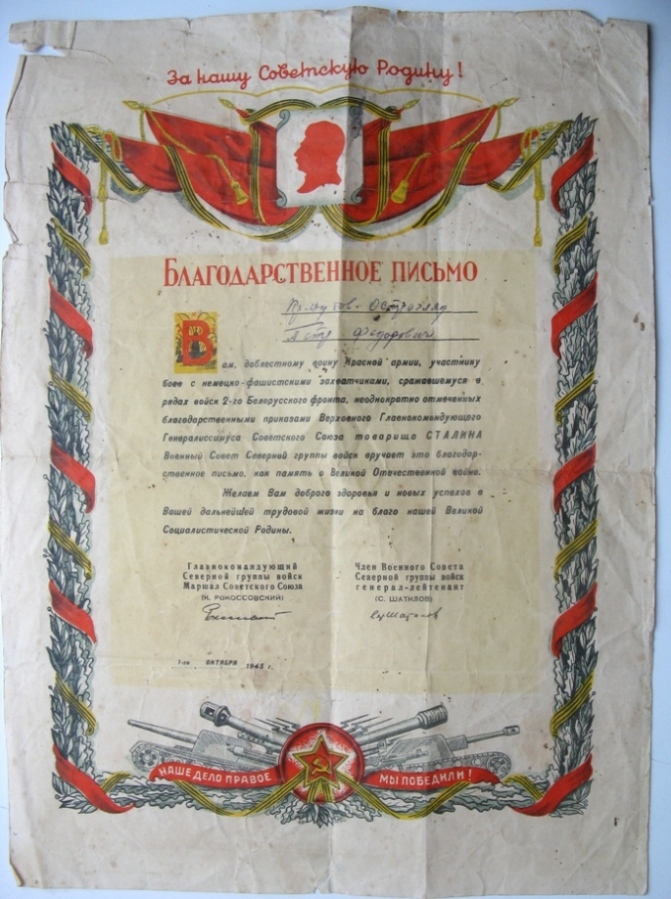 За нашу Советскую Родину!
БЛАГОДАРСТВЕННОЕ ПИСЬМО
Петр Федорович
Вам, доблестному воину Красной армии, участнику
боев с немецко-фашистскими захватчиками, сражавшемуся в
рядах войск 2-го Белорусского фронта, неоднократно отмеченных
благодарственными приказами Верховного Главнокомандующего
Генералиссимуса Советского Союза товарища СТАЛИНА
Военный Совет Северной группы войск вручает это благодар-
ственное письмо, как память о Великой Отечественной войне.
Желаем Вам доброго здоровья и новых успехов в
Вашей дальнейшей трудовой жизни на благо нашей Великой
Социалистической Родины.
Главнокомандующий
Северной группы войск
Маршал Советского Союза
(К. РОКОССОВСКИЙ)
Член Военного Совета
Северной группы войск
генерал-лейтенант
(С. ШАТИЛОВ)
1-го ОКТЯБРЯ 1945 г.
НАШЕ ДЕЛО ПРАВОЕ
МЫ ПОБЕДИЛИ!